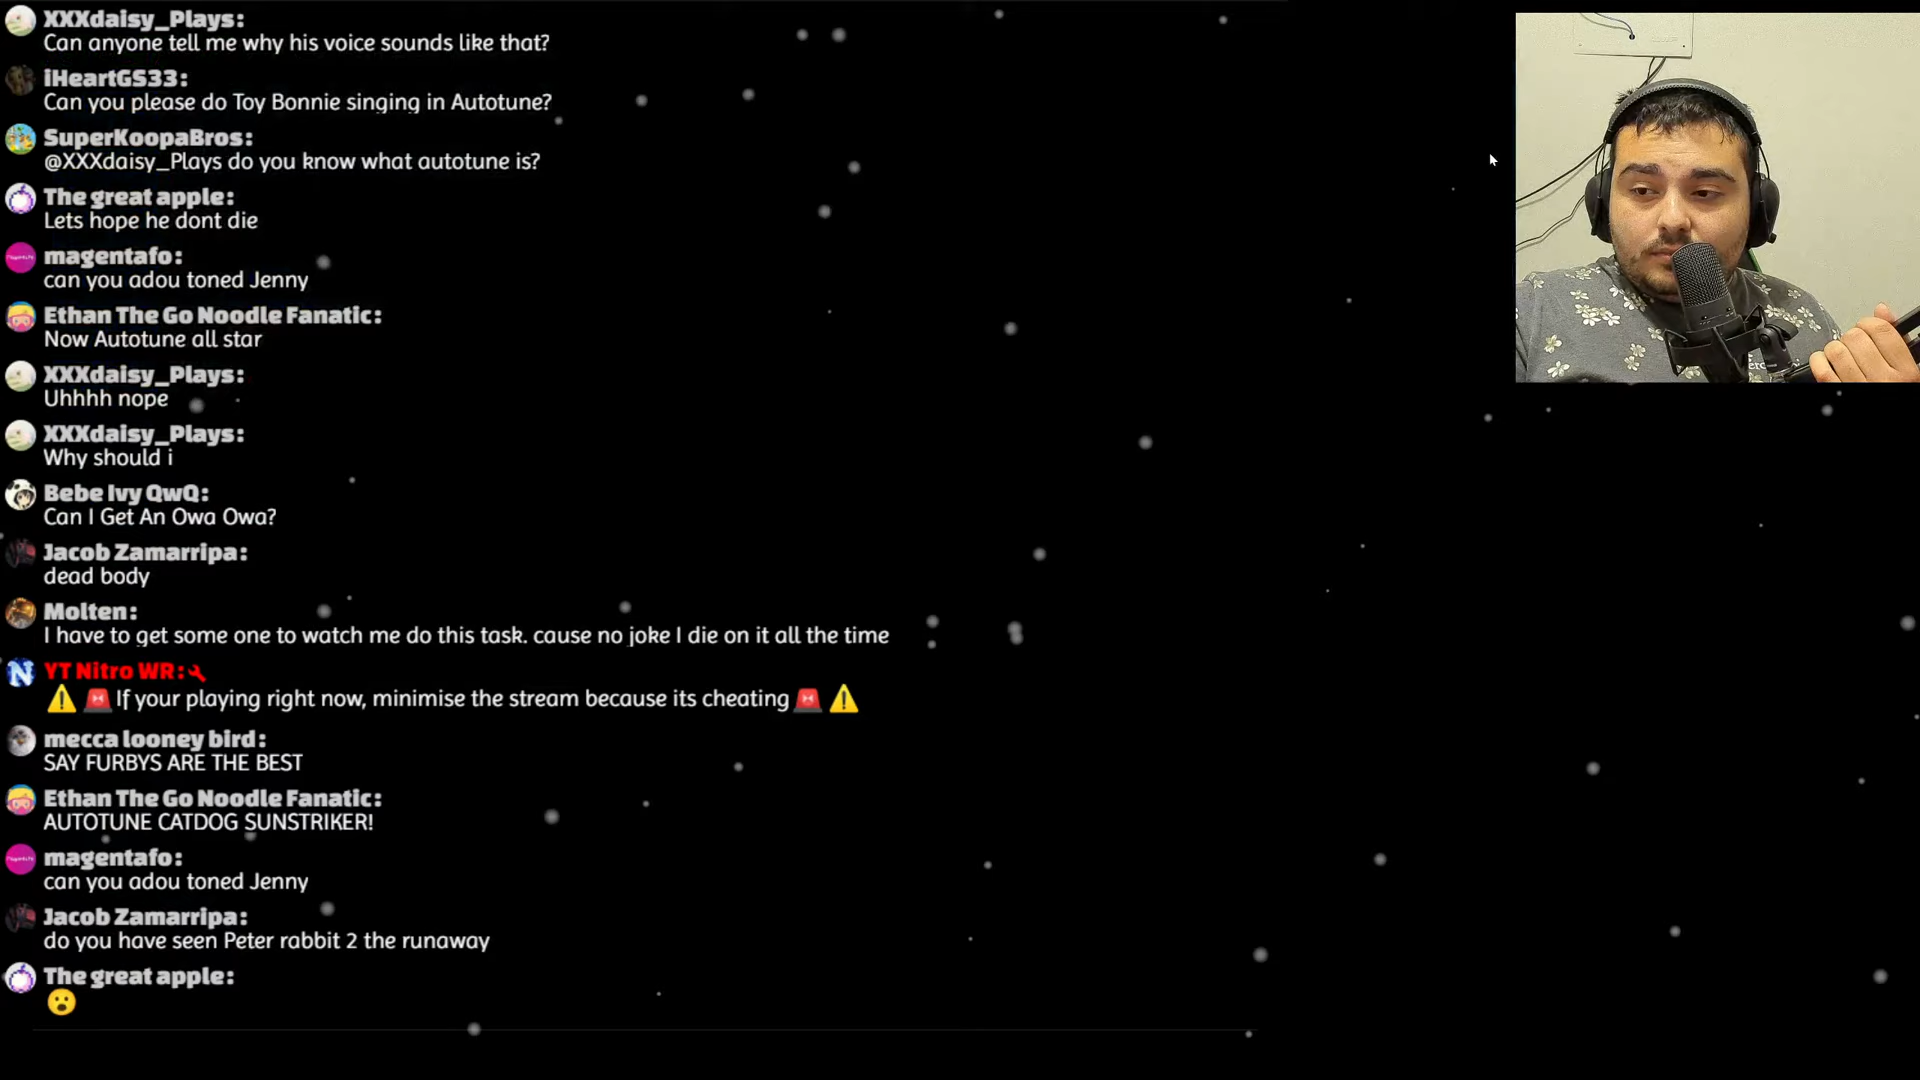 XXXdaisy_Plays:
Can anyone tell me why his voice sounds like that?
iHeartGS33:
Can you please do Toy Bonnie singing in Autotune?
SuperKoopaBros:
@XXXdaisy_Plays do you know what autotune is?
The great apple:
Lets hope he dont die
magentafo:
can you adou toned Jenny
Ethan The Go Noodle Fanatic:
Now Autotune all star
XXXdaisy_Plays:
Uhhhh nope
XXXdaisy_Plays:
Why should i
Bebe Ivy QwQ:
Can I Get An Owa Owa?
Jacob Zamarripa:
dead body
Molten:
I have to get some one to watch me do this task. cause no joke I die on it all the time
YT Nitro WR:
⚠️ 🚨If your playing right now, minimise the stream because its cheating🚨 ⚠️
mecca looney bird:
SAY FURBYS ARE THE BEST
Ethan The Go Noodle Fanatic:
AUTOTUNE CATDOG SUNSTRIKER!
magentafo:
can you adou toned Jenny
Jacob Zamarripa:
do you have seen Peter rabbit 2 the runaway
The great apple:
😮